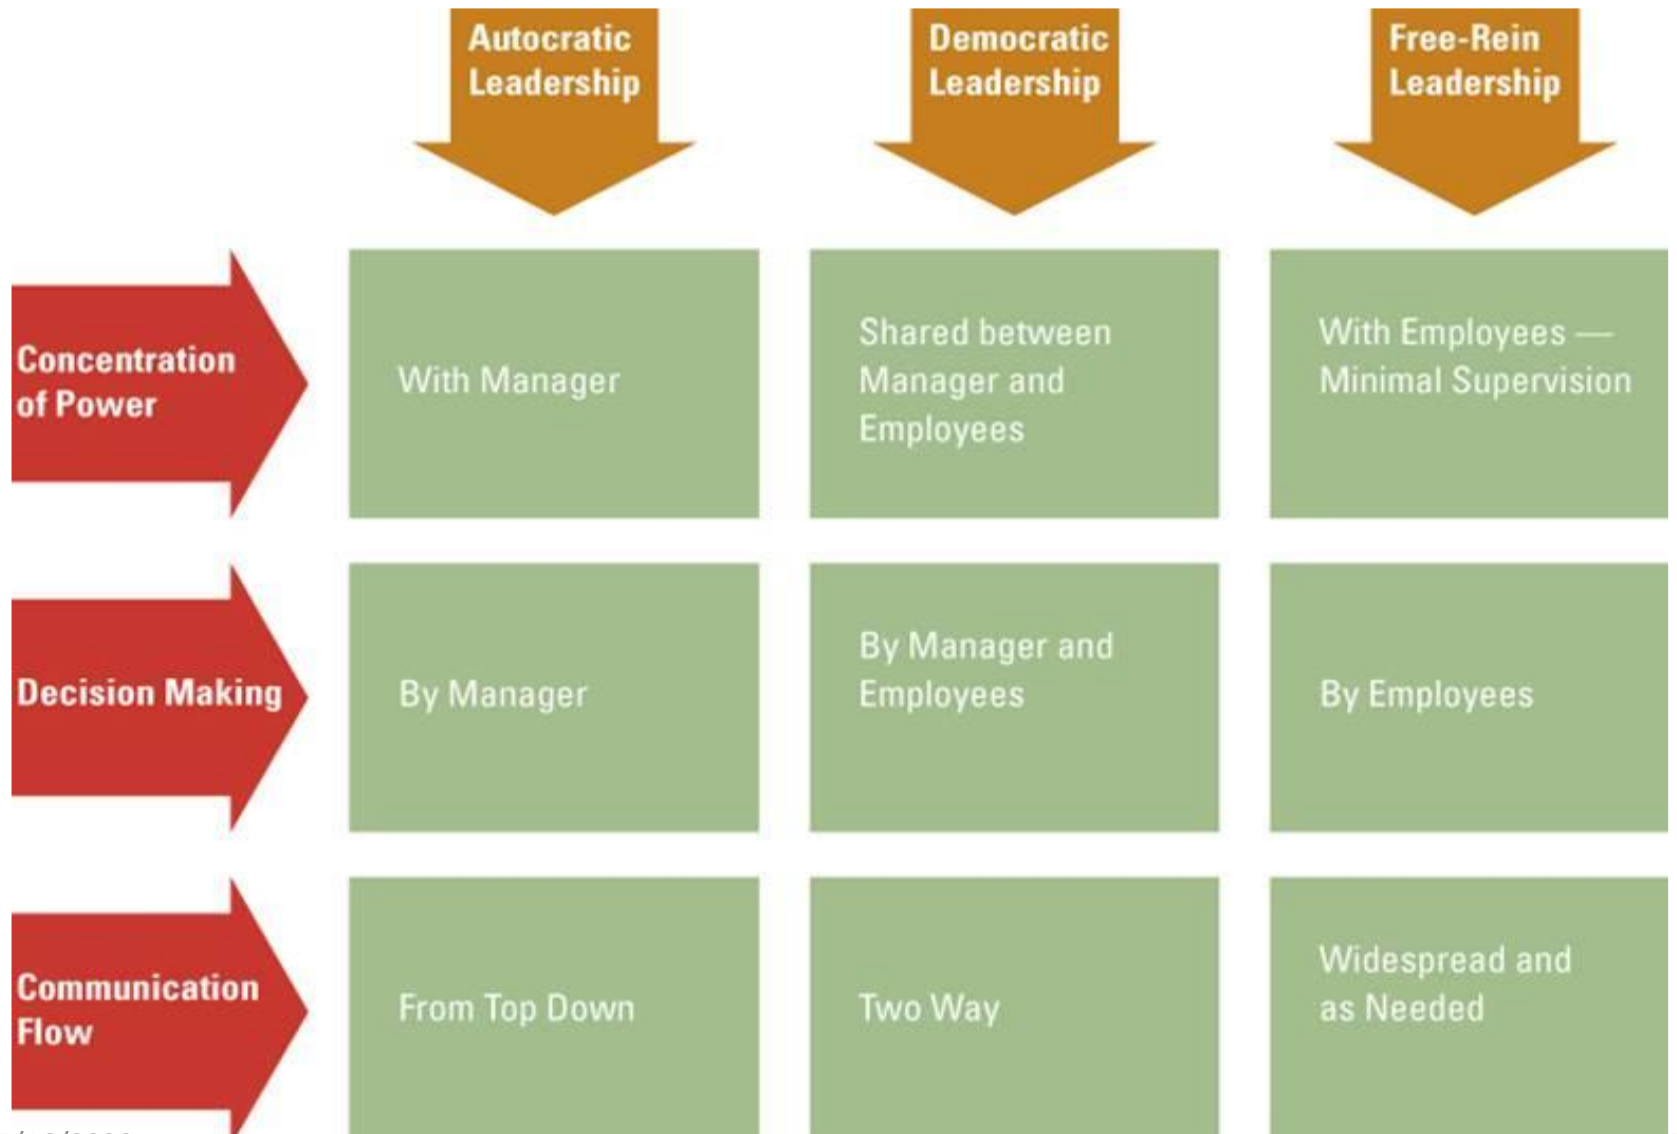 Autocratic
Leadership
Democratic
Leadership
Free-Rein
Leadership
Concentration
of Power
With Manager
Shared between
Manager and
Employees
With Employees —
Minimal Supervision
Decision Making
By Manager
By Manager and
Employees
By Employees
Communication
Flow
From Top Down
Two Way
Widespread and
as Needed